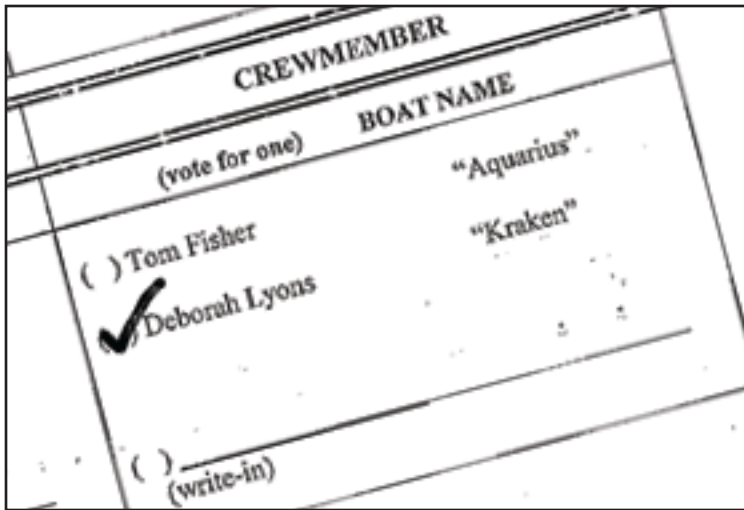 CREWMEMBER
(vote for one) BOAT NAME
( ) Tom Fisher "Aquarius"
( ) Deborah Lyons "Kraken"
( )
(write-in)